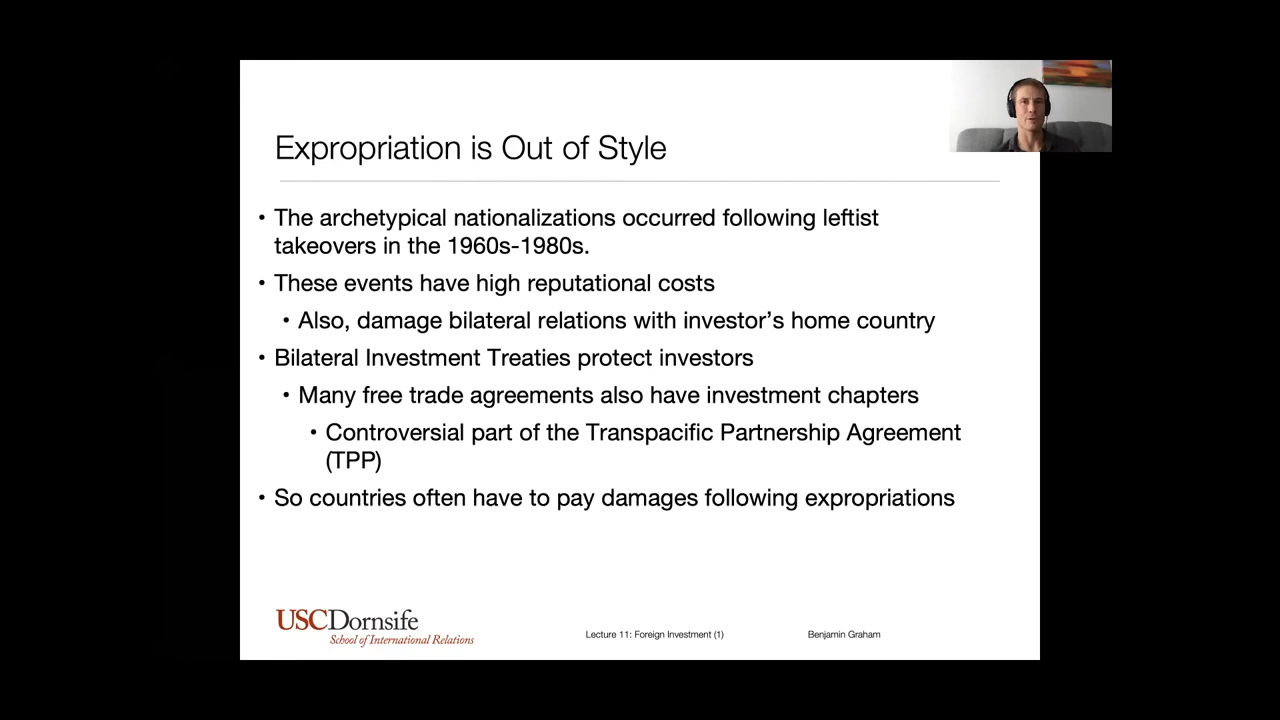 Expropriation is Out of Style
• The archetypical nationalizations occurred following leftist
takeovers in the 1960s-1980s.
• These events have high reputational costs
• Also, damage bilateral relations with investor’s home country
• Bilateral Investment Treaties protect investors
• Many free trade agreements also have investment chapters
• Controversial part of the Transpacific Partnership Agreement
(TPP)
• So countries often have to pay damages following expropriations
USCDornsife
School of International Relations
Lecture 11: Foreign Investment (1)
Benjamin Graham